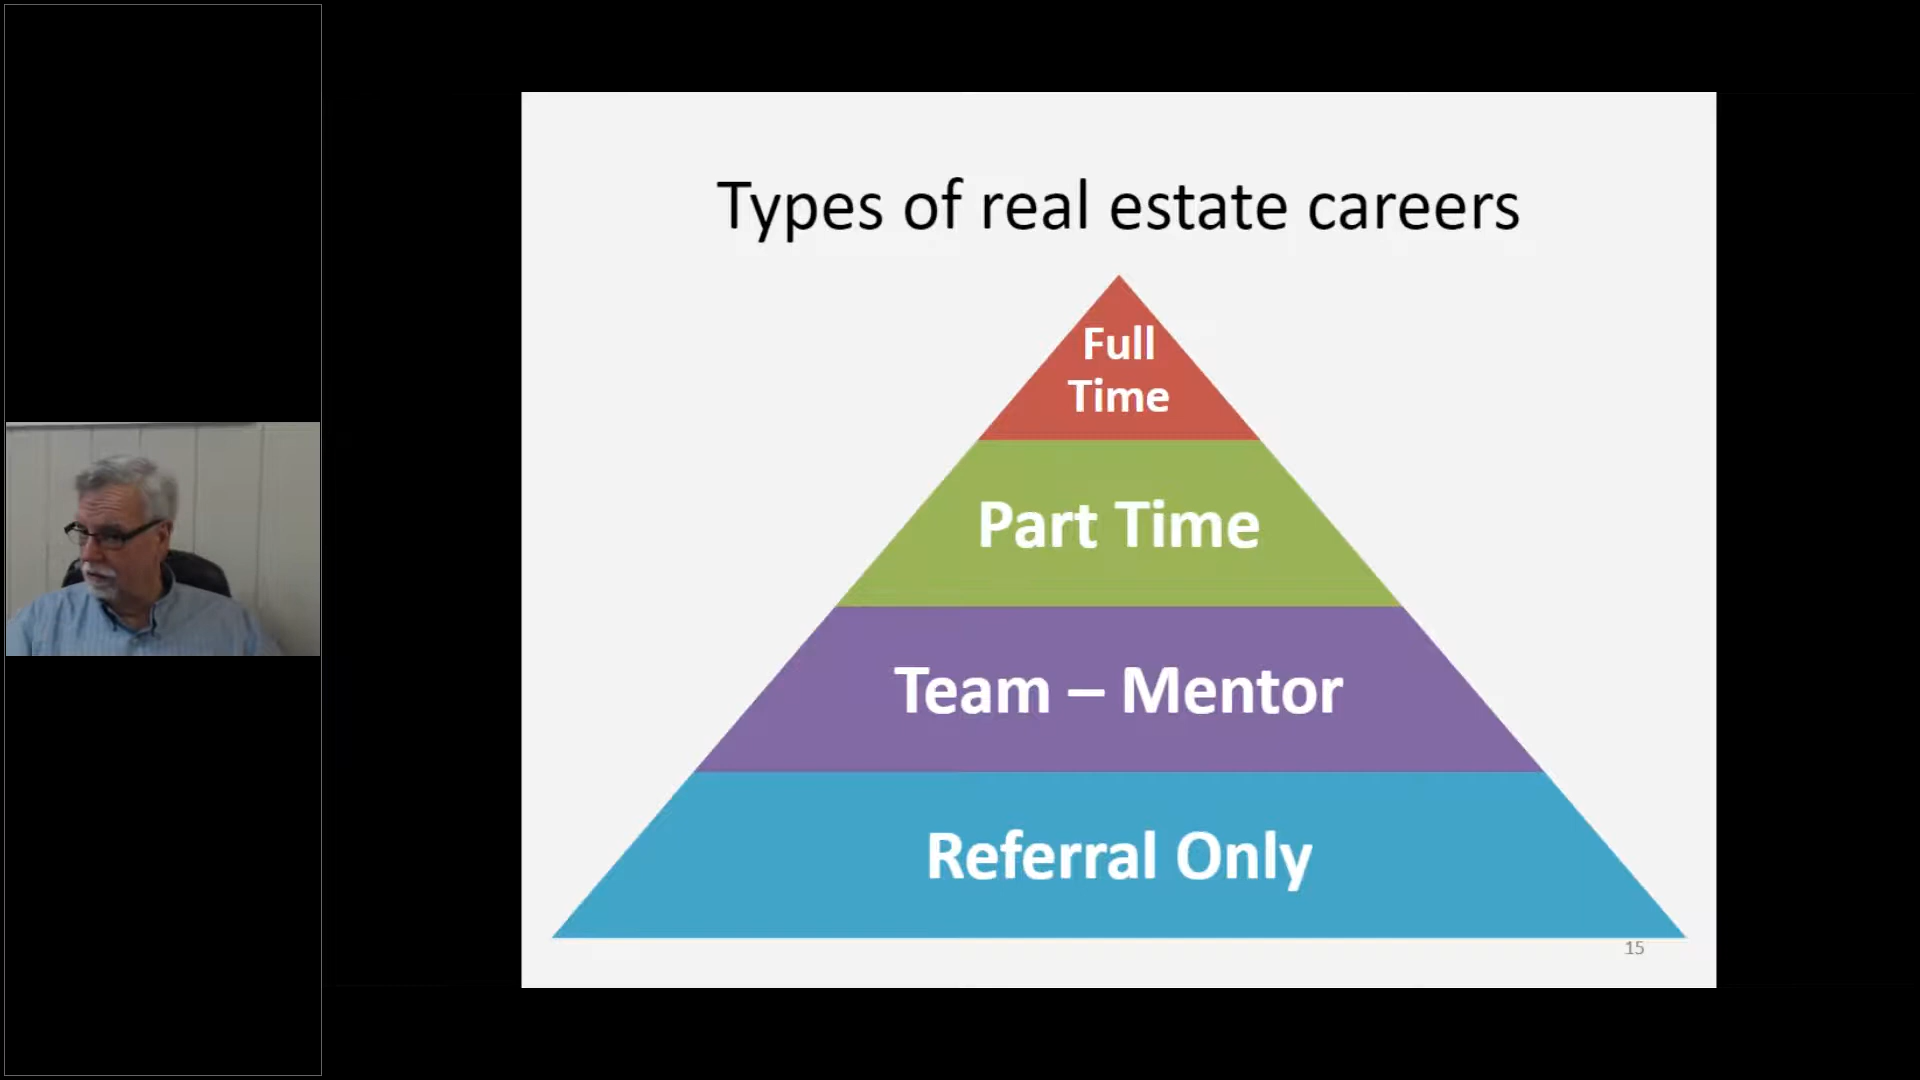 Types of real estate careers
Full
Time
Part Time
Team – Mentor
Referral Only
15